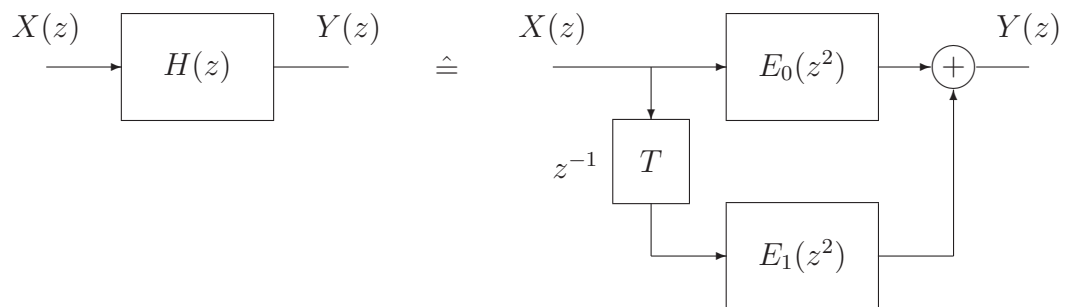 X(z) Y(z) X(z) Y(z)
H(z) ≙ E₀(z²) +
z⁻¹ T
E₁(z²)